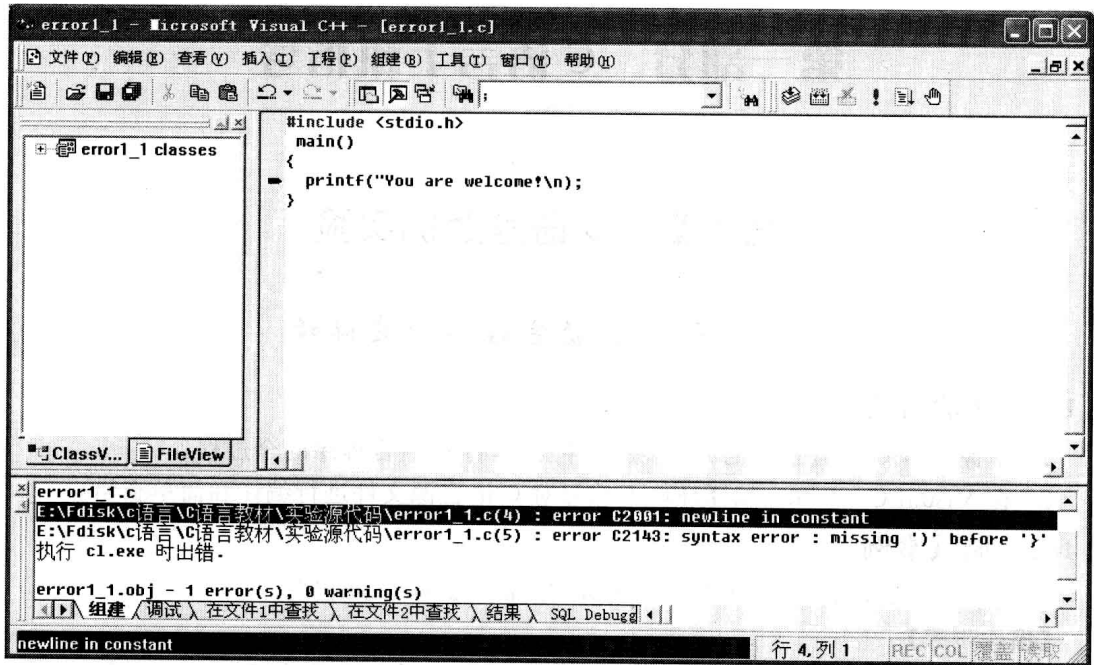 error1_1 - Microsoft Visual C++ - [error1_1.c]
文件(F) 编辑(E) 查看(V) 插入(I) 工程(P) 组建(B) 工具(T) 窗口(W) 帮助(H)
;
error1_1 classes
#include <stdio.h>
main()
{
printf("You are welcome!\n);
}
ClassV... FileView
error1_1.c
E:\Fdisk\c语言\C语言教材\实验源代码\error1_1.c(4) : error C2001: newline in constant
E:\Fdisk\c语言\C语言教材\实验源代码\error1_1.c(5) : error C2143: syntax error : missing ')' before '}'
执行 cl.exe 时出错.
error1_1.obj - 1 error(s), 0 warning(s)
组建 调试 在文件1中查找 在文件2中查找 结果 SQL Debugg
newline in constant
行 4,列 1 REC COL 覆盖 读取